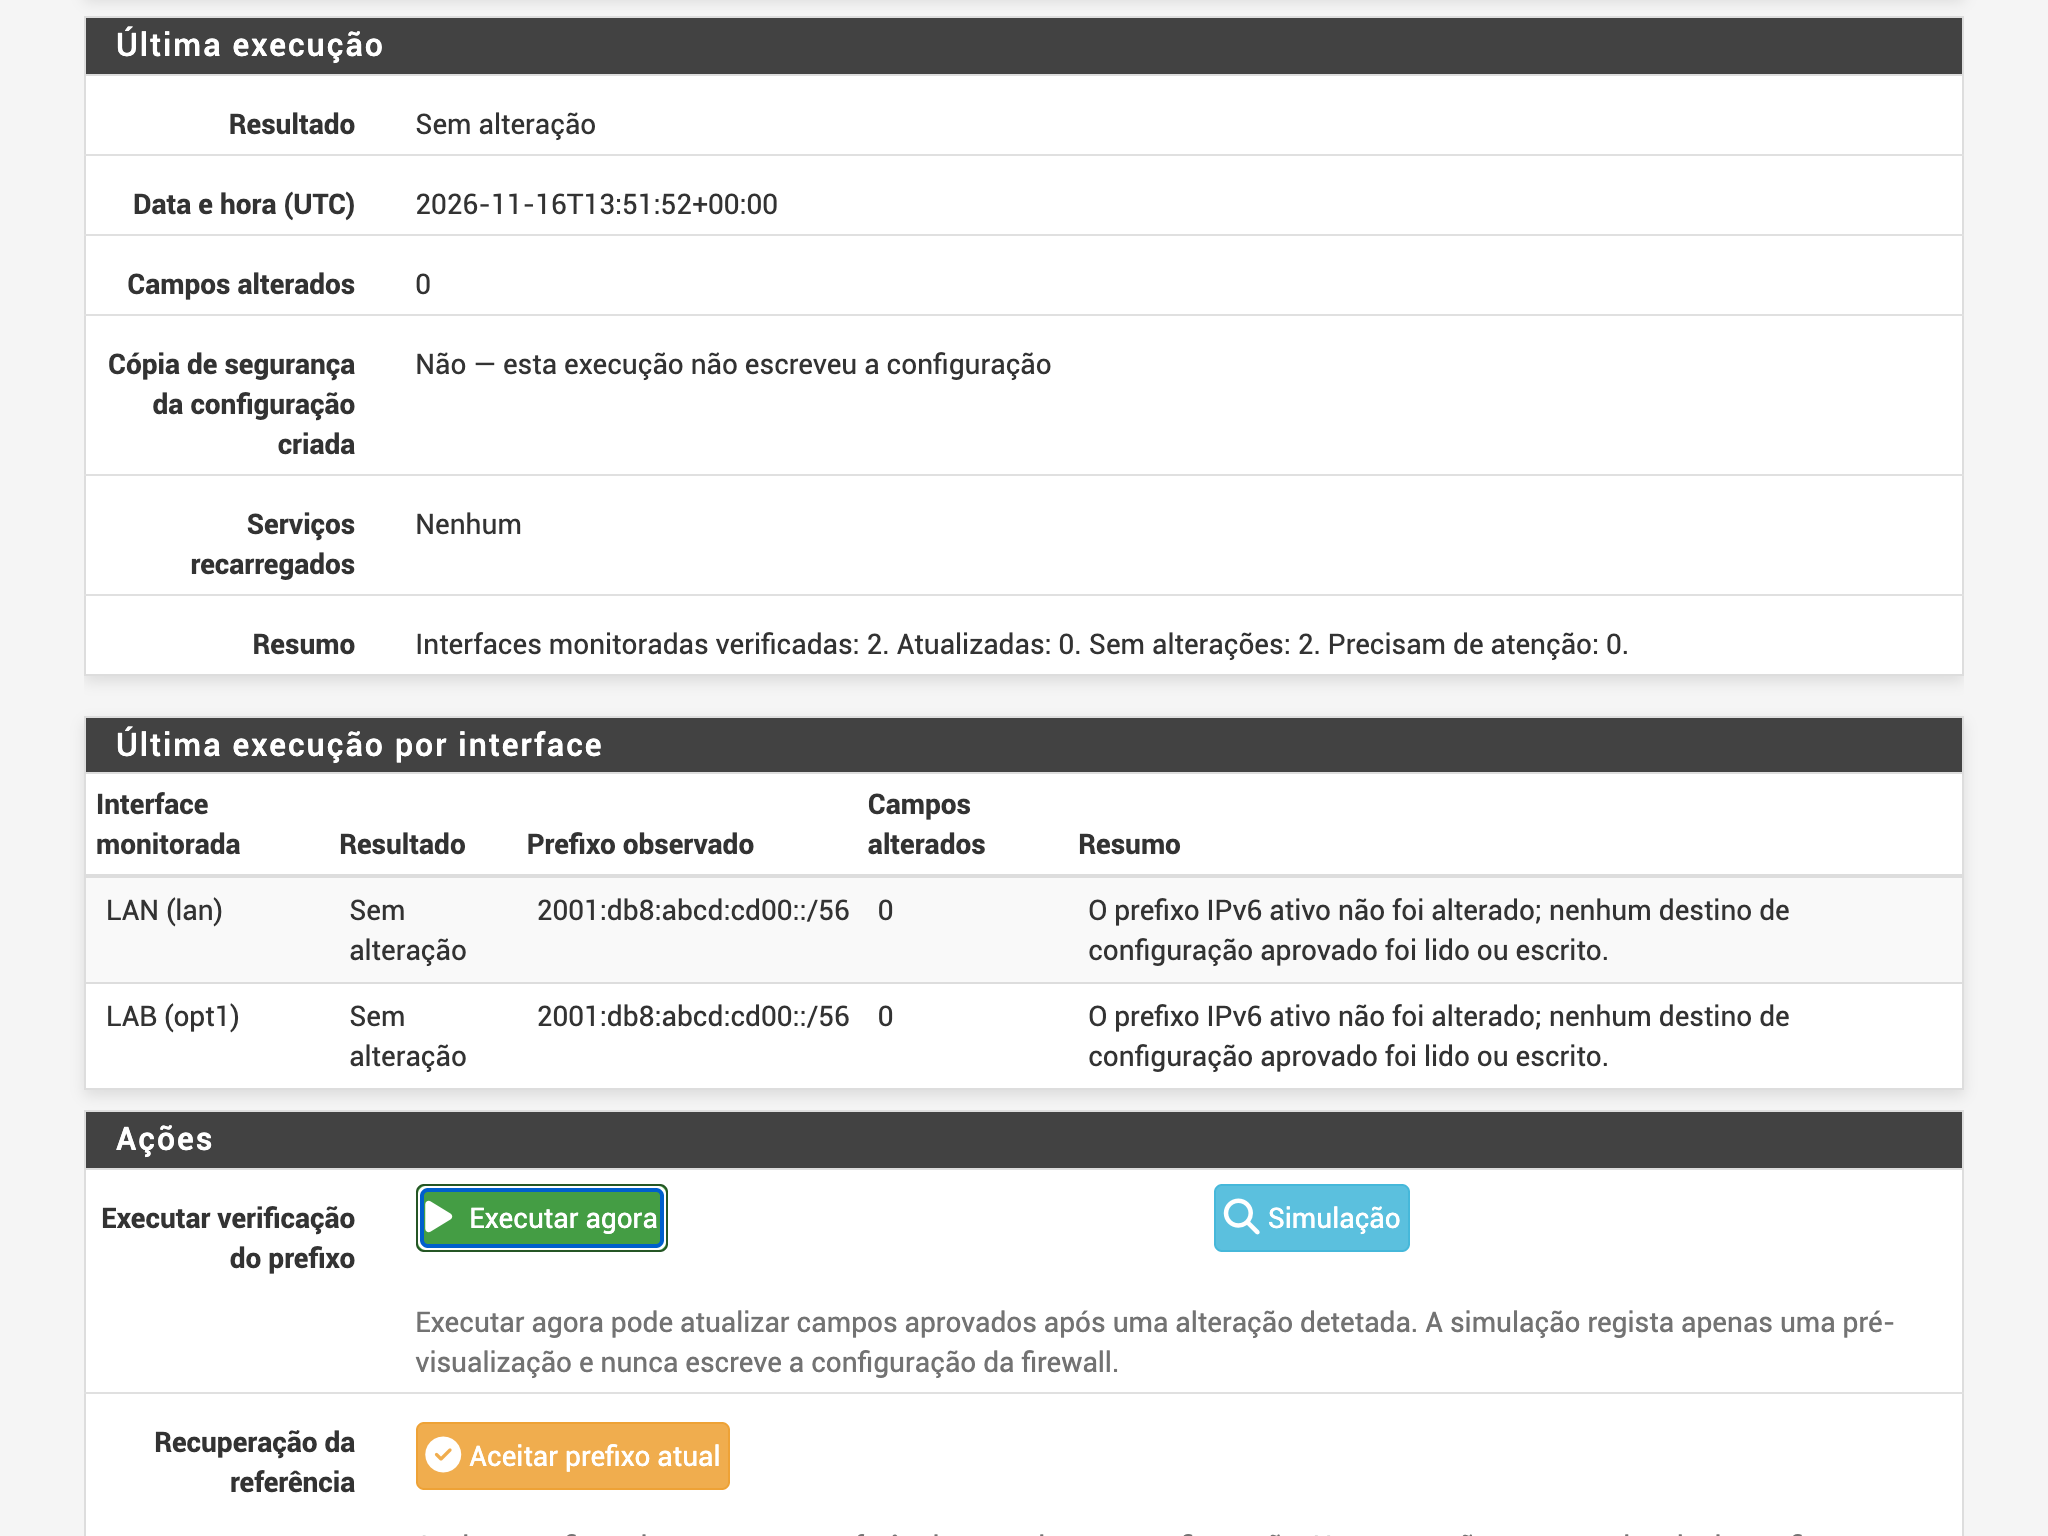 Última execução
Resultado
Sem alteração
Data e hora (UTC)
2026-11-16T13:51:52+00:00
Campos alterados
0
Cópia de segurança
da configuração
criada
Não — esta execução não escreveu a configuração
Serviços
recarregados
Nenhum
Resumo
Interfaces monitoradas verificadas: 2. Atualizadas: 0. Sem alterações: 2. Precisam de atenção: 0.
Última execução por interface
Interface
monitorada
Resultado
Prefixo observado
Campos
alterados
Resumo
LAN (lan)
Sem
alteração
2001:db8:abcd:cd00::/56
0
O prefixo IPv6 ativo não foi alterado; nenhum destino de
configuração aprovado foi lido ou escrito.
LAB (opt1)
Sem
alteração
2001:db8:abcd:cd00::/56
0
O prefixo IPv6 ativo não foi alterado; nenhum destino de
configuração aprovado foi lido ou escrito.
Ações
Executar verificação
do prefixo
Executar agora
Simulação
Executar agora pode atualizar campos aprovados após uma alteração detetada. A simulação regista apenas uma pré-
visualização e nunca escreve a configuração da firewall.
Recuperação da
referência
Aceitar prefixo atual